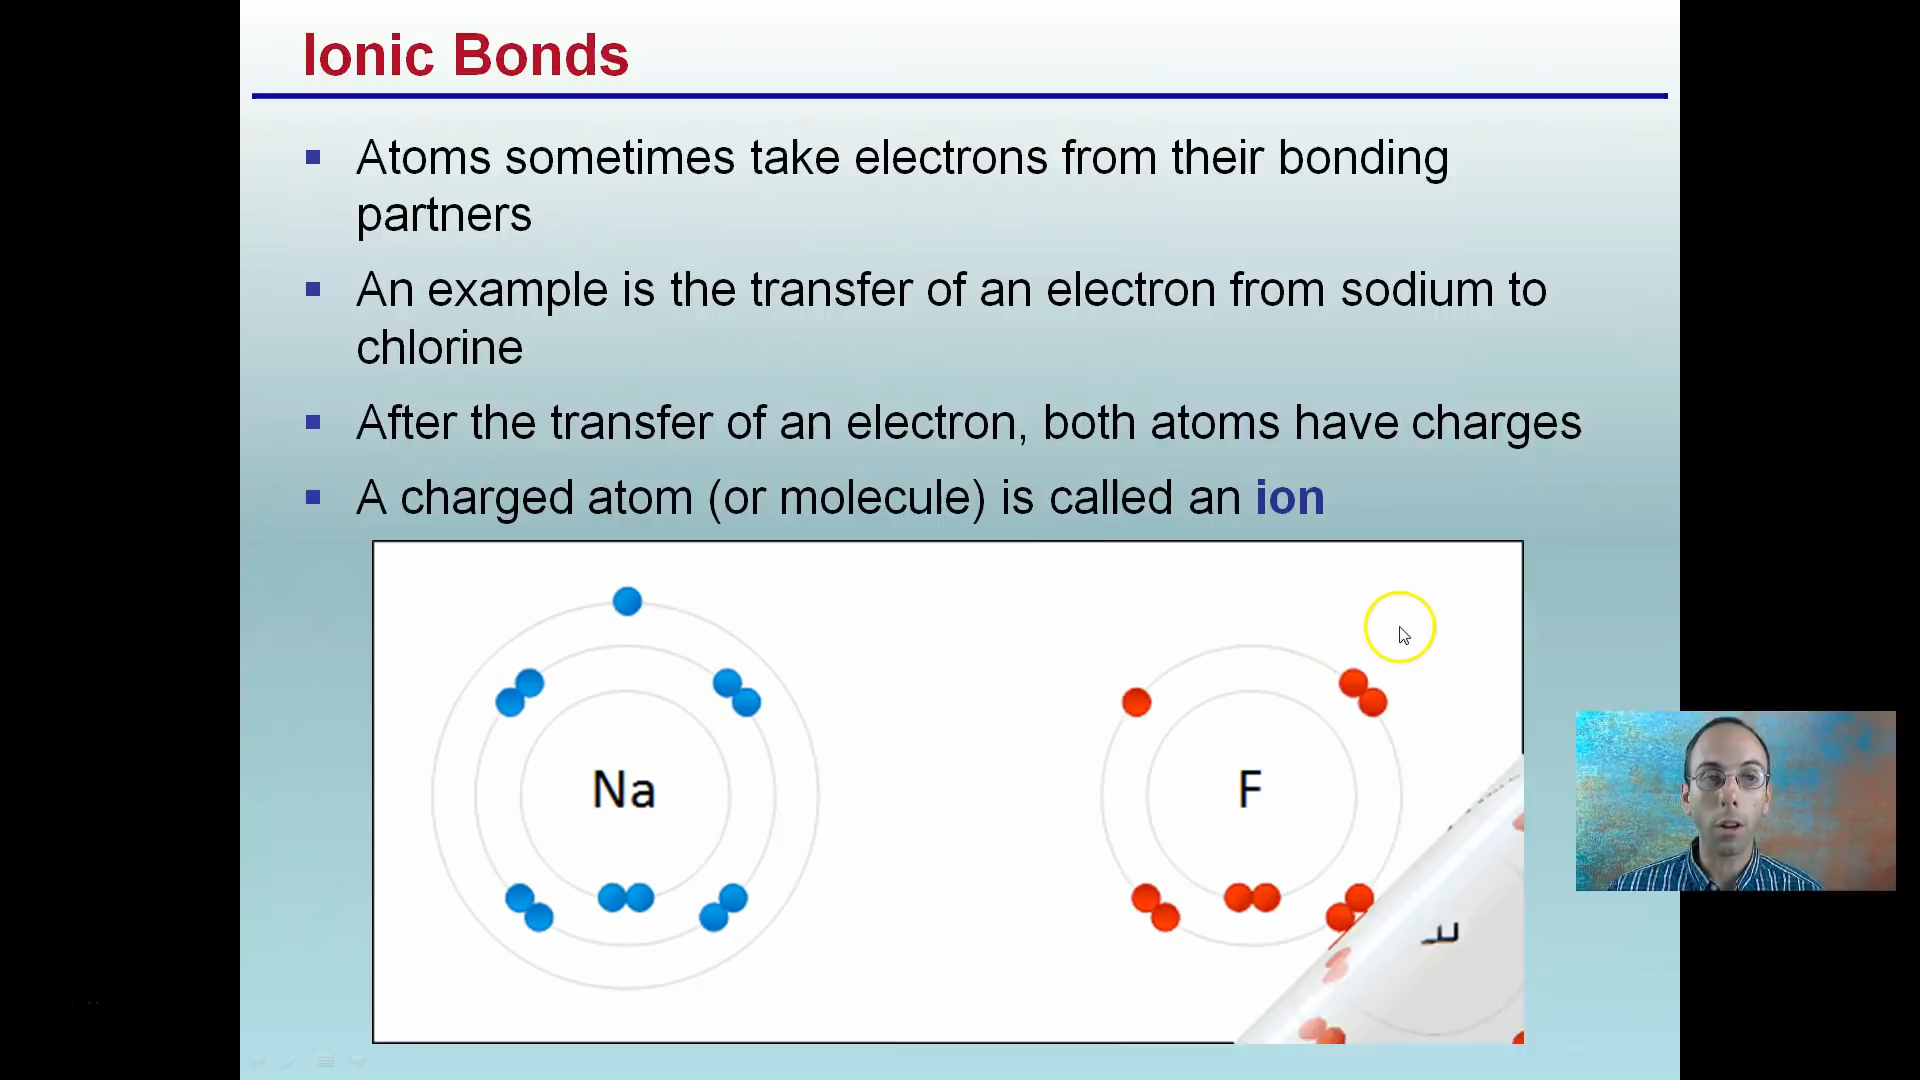 Ionic Bonds
Atoms sometimes take electrons from their bonding
partners
An example is the transfer of an electron from sodium to
chlorine
After the transfer of an electron, both atoms have charges
A charged atom (or molecule) is called an ion
Na
F
F